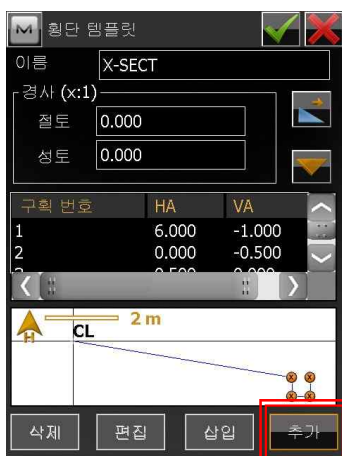 M 횡단 템플릿
이름 X-SECT
경사 (x:1)
절토 0.000
성토 0.000
구획 번호 HA VA
1 6.000 -1.000
2 0.000 -0.500
2 m
CL
N
삭제 편집 삽입 추가